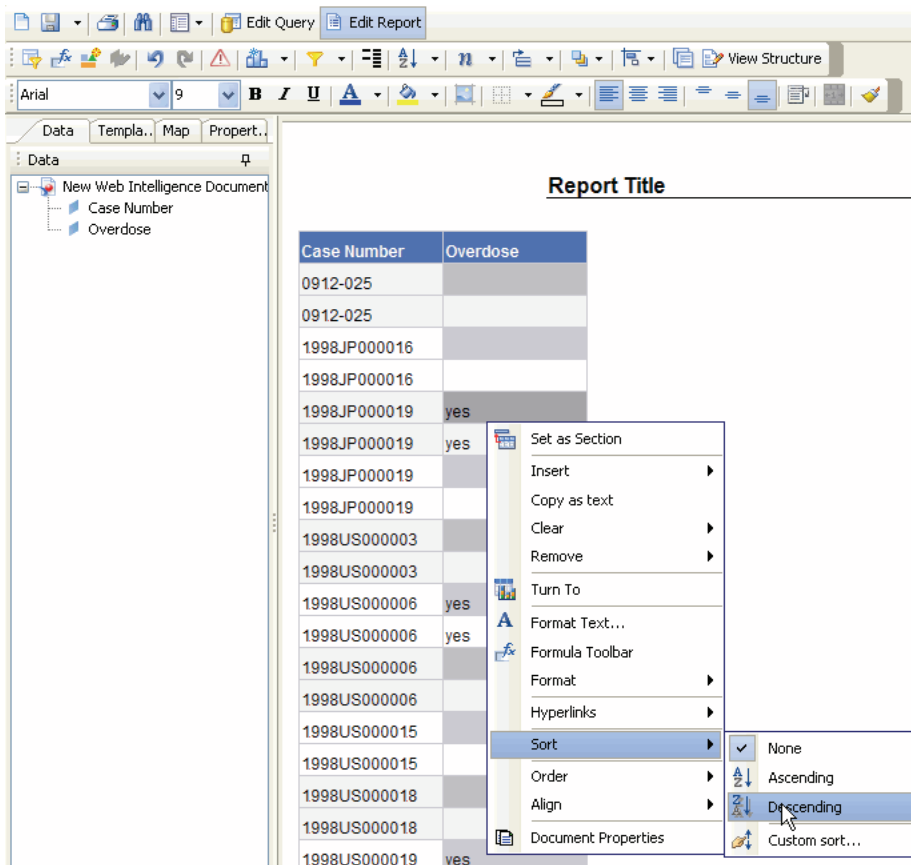 Edit Query Edit Report
View Structure
Arial 9 B I U A
Data Templa.. Map Propert..
Data
New Web Intelligence Document
Case Number
Overdose
Report Title
Case Number Overdose
0912-025
0912-025
1998JP000016
1998JP000016
1998JP000019 yes
1998JP000019 yes
1998JP000019
1998JP000019
1998US000003
1998US000003
1998US000006 yes
1998US000006 yes
1998US000006
1998US000006
1998US000015
1998US000015
1998US000018
1998US000018
1998US000019 yes
Set as Section
Insert
Copy as text
Clear
Remove
Turn To
Format Text...
Formula Toolbar
Format
Hyperlinks
Sort
Order
Align
Document Properties
None
Ascending
Descending
Custom sort...